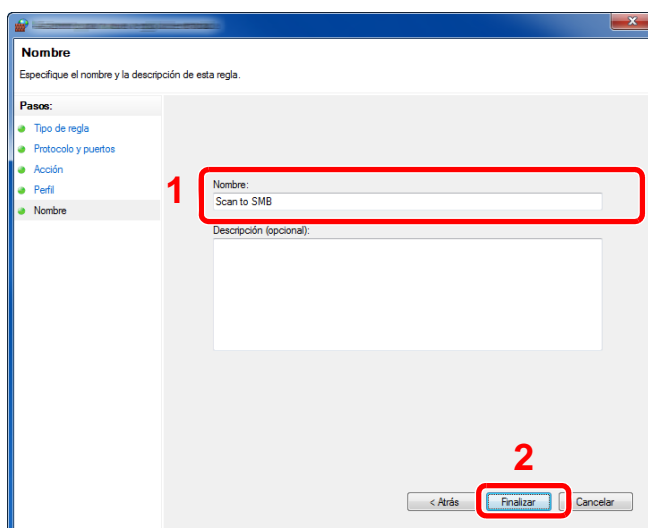 X
Nombre
Especifique el nombre y la descripción de esta regla.
Pasos:
Tipo de regla
Protocolo y puertos
Acción
Perfil
Nombre
1
Nombre:
Scan to SMB
Descripción (opcional):
2
< Atrás
Finalizar
Cancelar